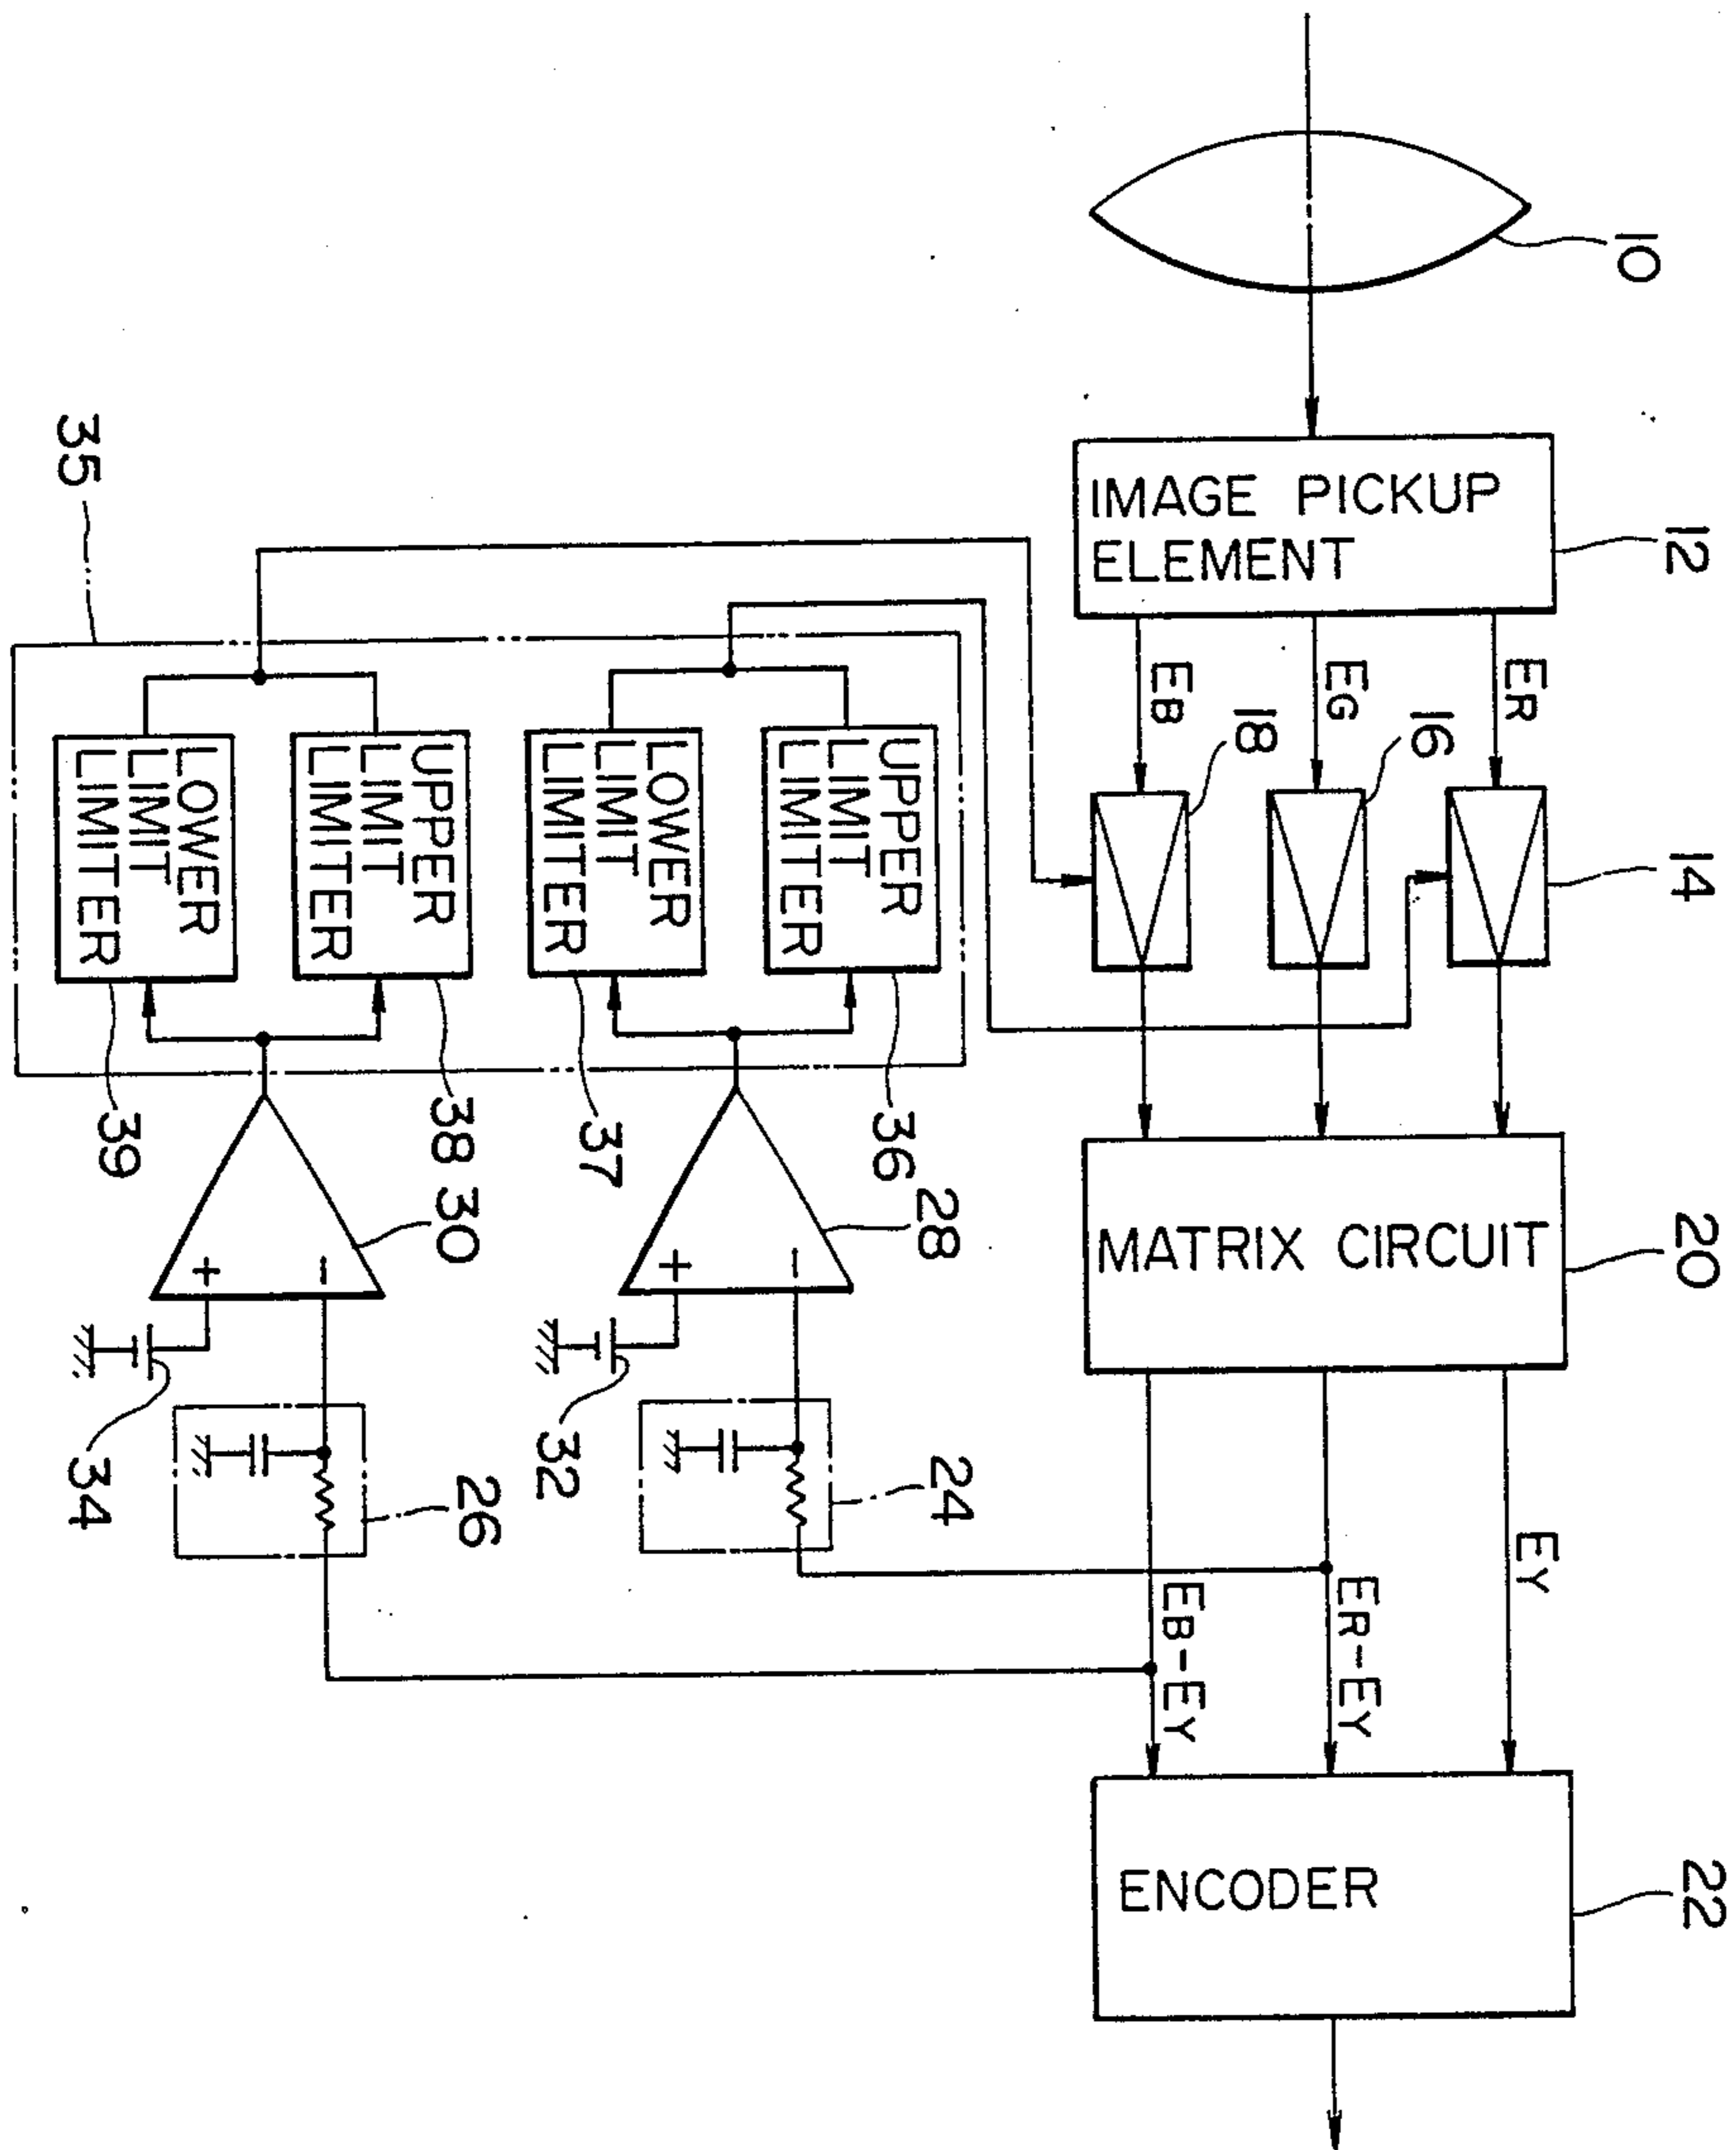 10
IMAGE PICKUP
ELEMENT
12
ER
EG
EB
14
16
18
MATRIX CIRCUIT
20
EY
ER-EY
EB-EY
ENCODER
22
35
UPPER
LIMIT
LIMITER
36
LOWER
LIMIT
LIMITER
37
UPPER
LIMIT
LIMITER
38
LOWER
LIMIT
LIMITER
39
28
-
+
32
24
30
-
+
34
26